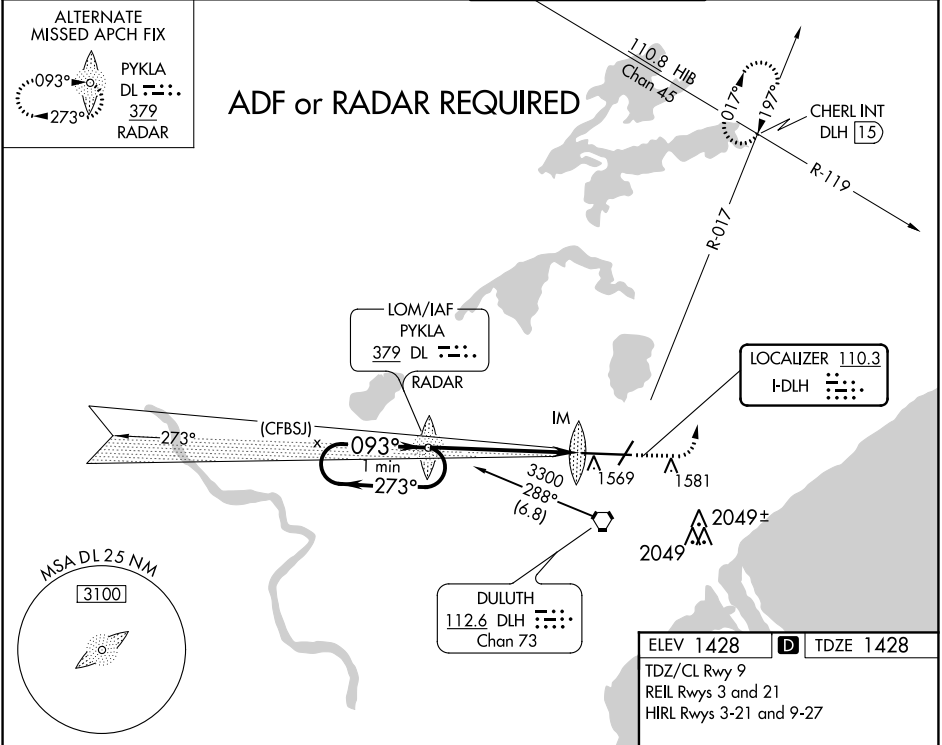 ALTERNATE
MISSED APCH FIX
093°
273°
PYKLA
DL
379
RADAR
ADF or RADAR REQUIRED
110.8 HIB
Chan 45
017°
197°
CHERL INT
DLH 15
R-119
R-017
LOM/IAF
PYKLA
379 DL
RADAR
LOCALIZER 110.3
I-DLH
IM
273°
(CFBSJ)
x
093°
1 min
273°
1569
1581
3300
288°
(6.8)
2049±
2049
MSA DL 25 NM
3100
DULUTH
112.6 DLH
Chan 73
ELEV 1428 D TDZE 1428
TDZ/CL Rwy 9
REIL Rwys 3 and 21
HIRL Rwys 3-21 and 9-27